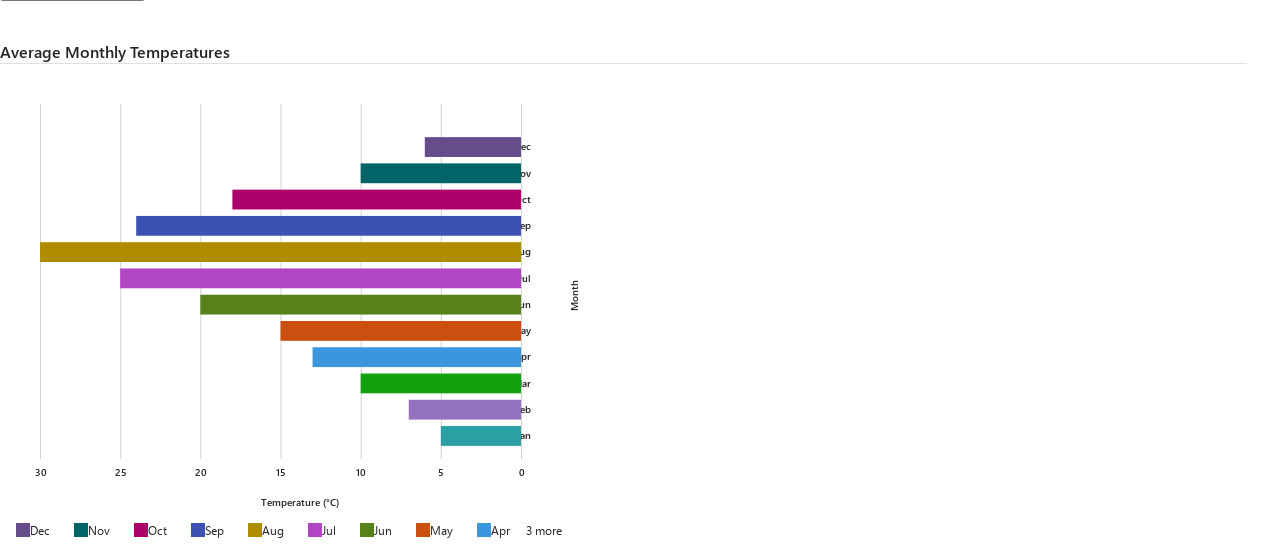 Average Monthly Temperatures
ec
ov
ct
ep
ug
ul
un
ay
pr
ar
eb
an
Month
30 25 20 15 10 5 0
Temperature (°C)
Dec Nov Oct Sep Aug Jul Jun May Apr 3 more